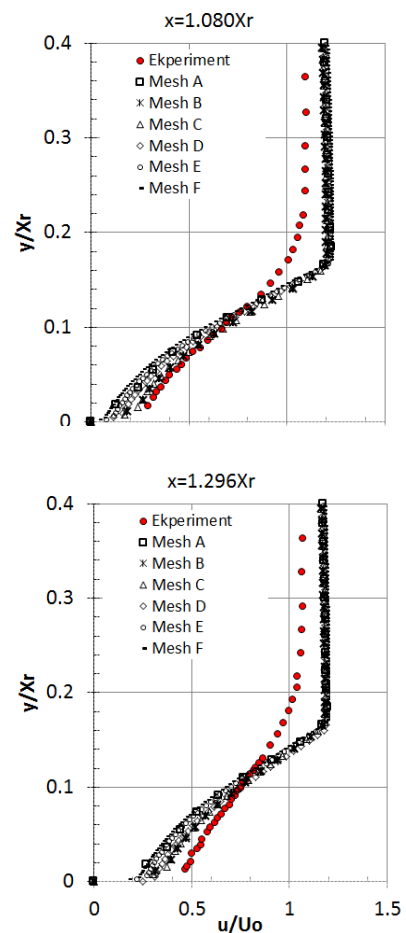 x=1.080Xr
0.4
Ekperiment
Mesh A
Mesh B
Mesh C
0.3
Mesh D
Mesh E
Mesh F
y/Xr
0.2
0.1
0
x=1.296Xr
0.4
Ekperiment
Mesh A
Mesh B
Mesh C
0.3
Mesh D
Mesh E
Mesh F
y/Xr
0.2
0.1
0
0 0.5 1 1.5
u/Uo